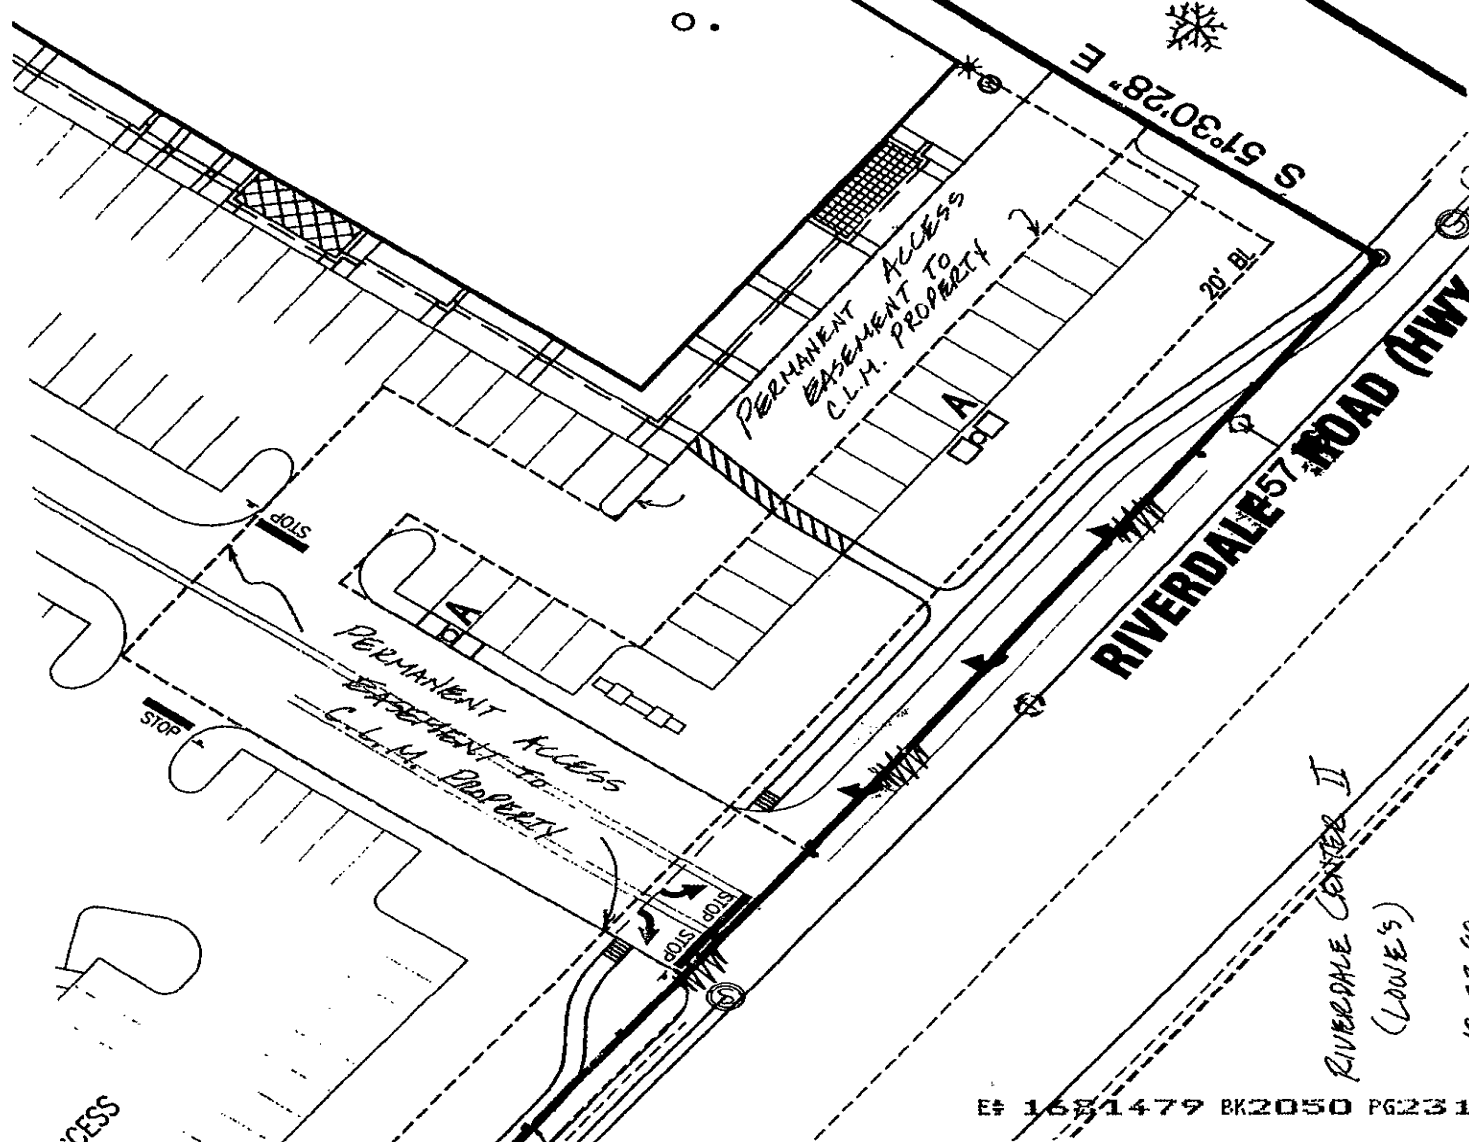 O.
S 51°30'28" E
20' BL
PERMANENT ACCESS
EASEMENT TO
C.L.M. PROPERTY
A
RIVERDALE ROAD (HWY
STOP
A
PERMANENT ACCESS
EASEMENT TO
C.L.M. PROPERTY
STOP
STOP
STOP
RIVERDALE CENTER II
(LOWE'S)
CESS
E# 1681479 BK2050 PG231